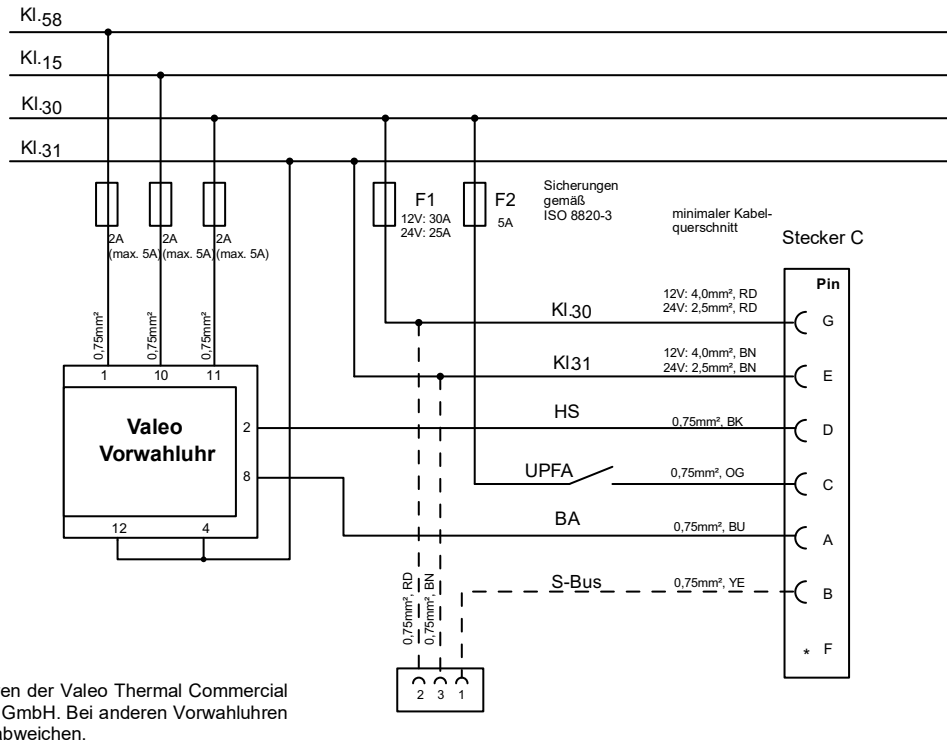 Kl.58
Kl.15
Kl.30
Kl.31
2A
(max. 5A)
2A
(max. 5A)
2A
(max. 5A)
F1
12V: 30A
24V: 25A
F2
5A
Sicherungen
gemäß
ISO 8820-3
minimaler Kabel-
querschnitt
Stecker C
Pin
0,75mm²
0,75mm²
0,75mm²
1
10
11
Valeo
Vorwahluhr
2
8
12
4
Kl.30
12V: 4,0mm², RD
24V: 2,5mm², RD
G
Kl.31
12V: 4,0mm², BN
24V: 2,5mm², BN
E
HS
0,75mm², BK
D
UPFA
0,75mm², OG
C
BA
0,75mm², BU
A
S-Bus
0,75mm², YE
B
* F
0,75mm², RD
0,75mm², BN
2 3 1
en der Valeo Thermal Commercial
GmbH. Bei anderen Vorwahluhren
abweichen.